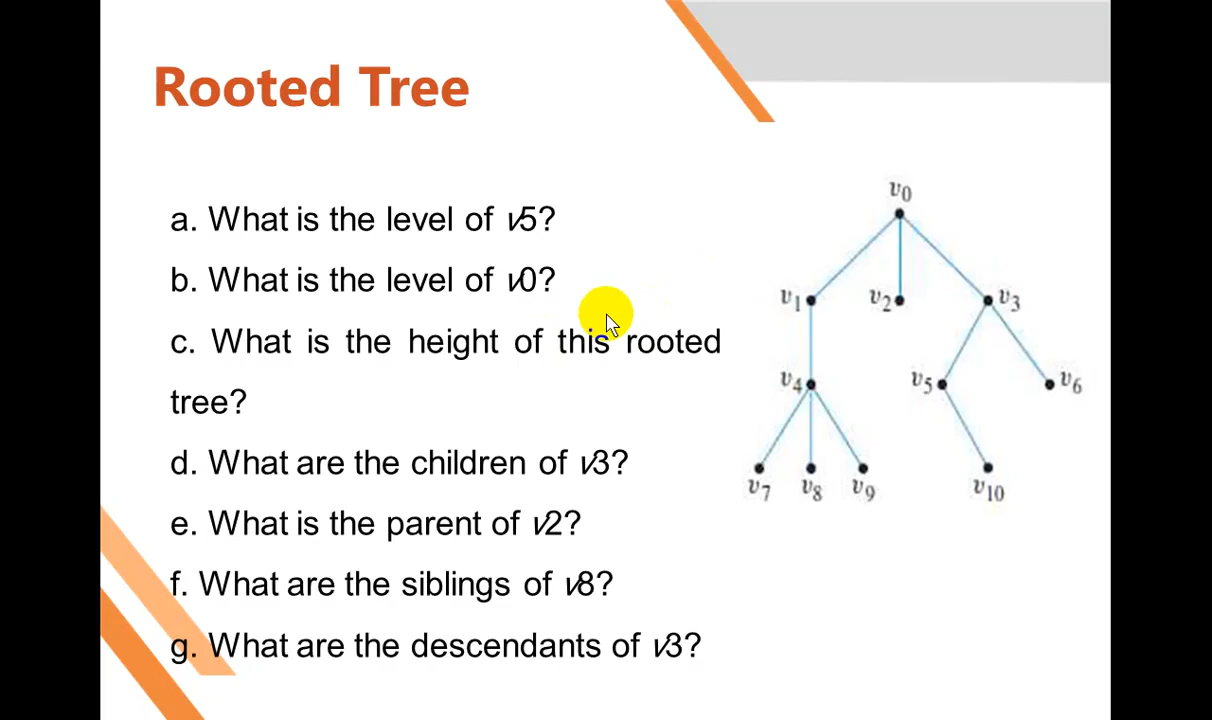 Rooted Tree
a. What is the level of v5?
b. What is the level of v0?
c. What is the height of this rooted
tree?
d. What are the children of v3?
e. What is the parent of v2?
f. What are the siblings of v8?
g. What are the descendants of v3?
v0
v1 v2 v3
v4 v5 v6
v7 v8 v9 v10